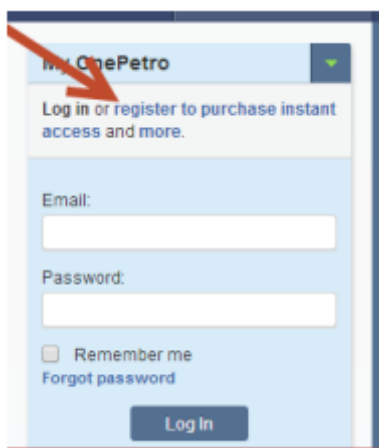 My OnePetro
Log in or register to purchase instant
access and more.
Email:
Password:
Remember me
Forgot password
Log In